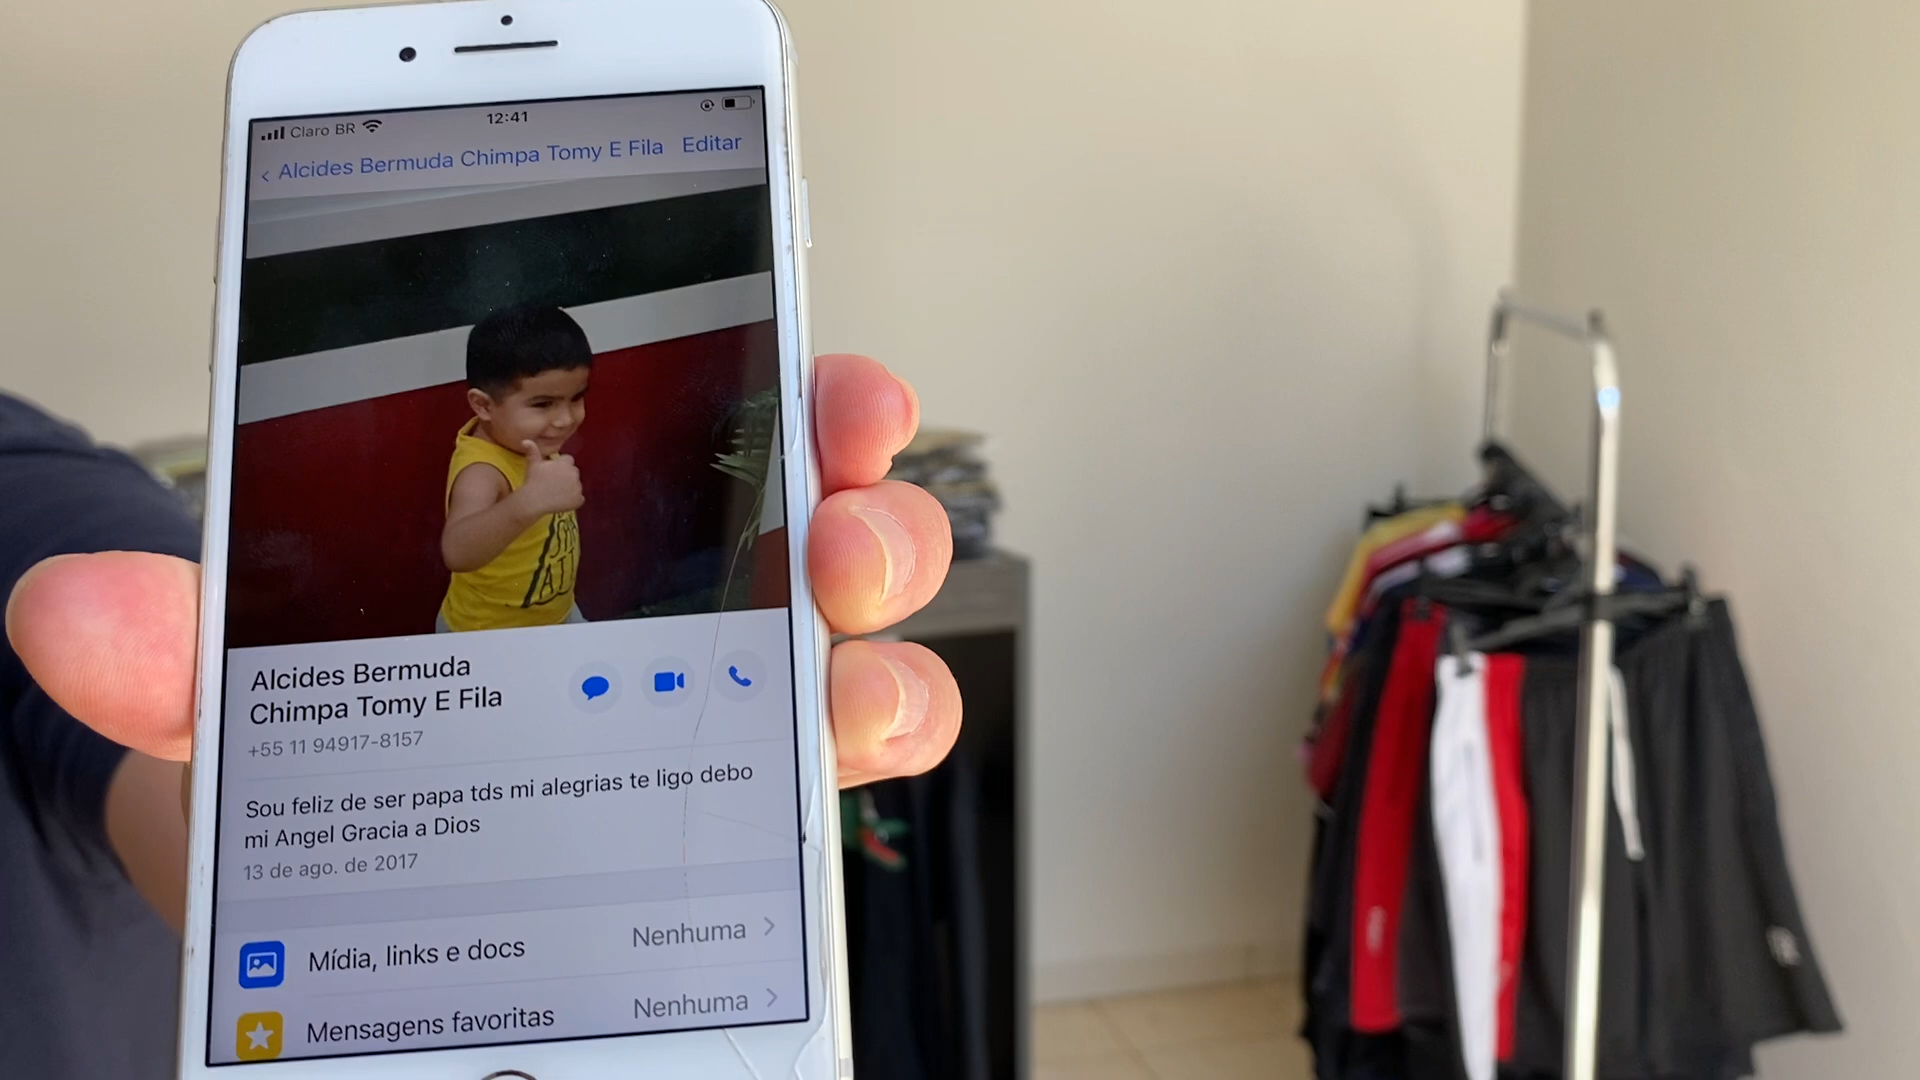 Claro BR
12:41
Alcides Bermuda Chimpa Tomy E Fila
Editar
Alcides Bermuda
Chimpa Tomy E Fila
+55 11 94917-8157
Sou feliz de ser papa tds mi alegrias te ligo debo
mi Angel Gracia a Dios
13 de ago. de 2017
Mídia, links e docs
Nenhuma
Mensagens favoritas
Nenhuma